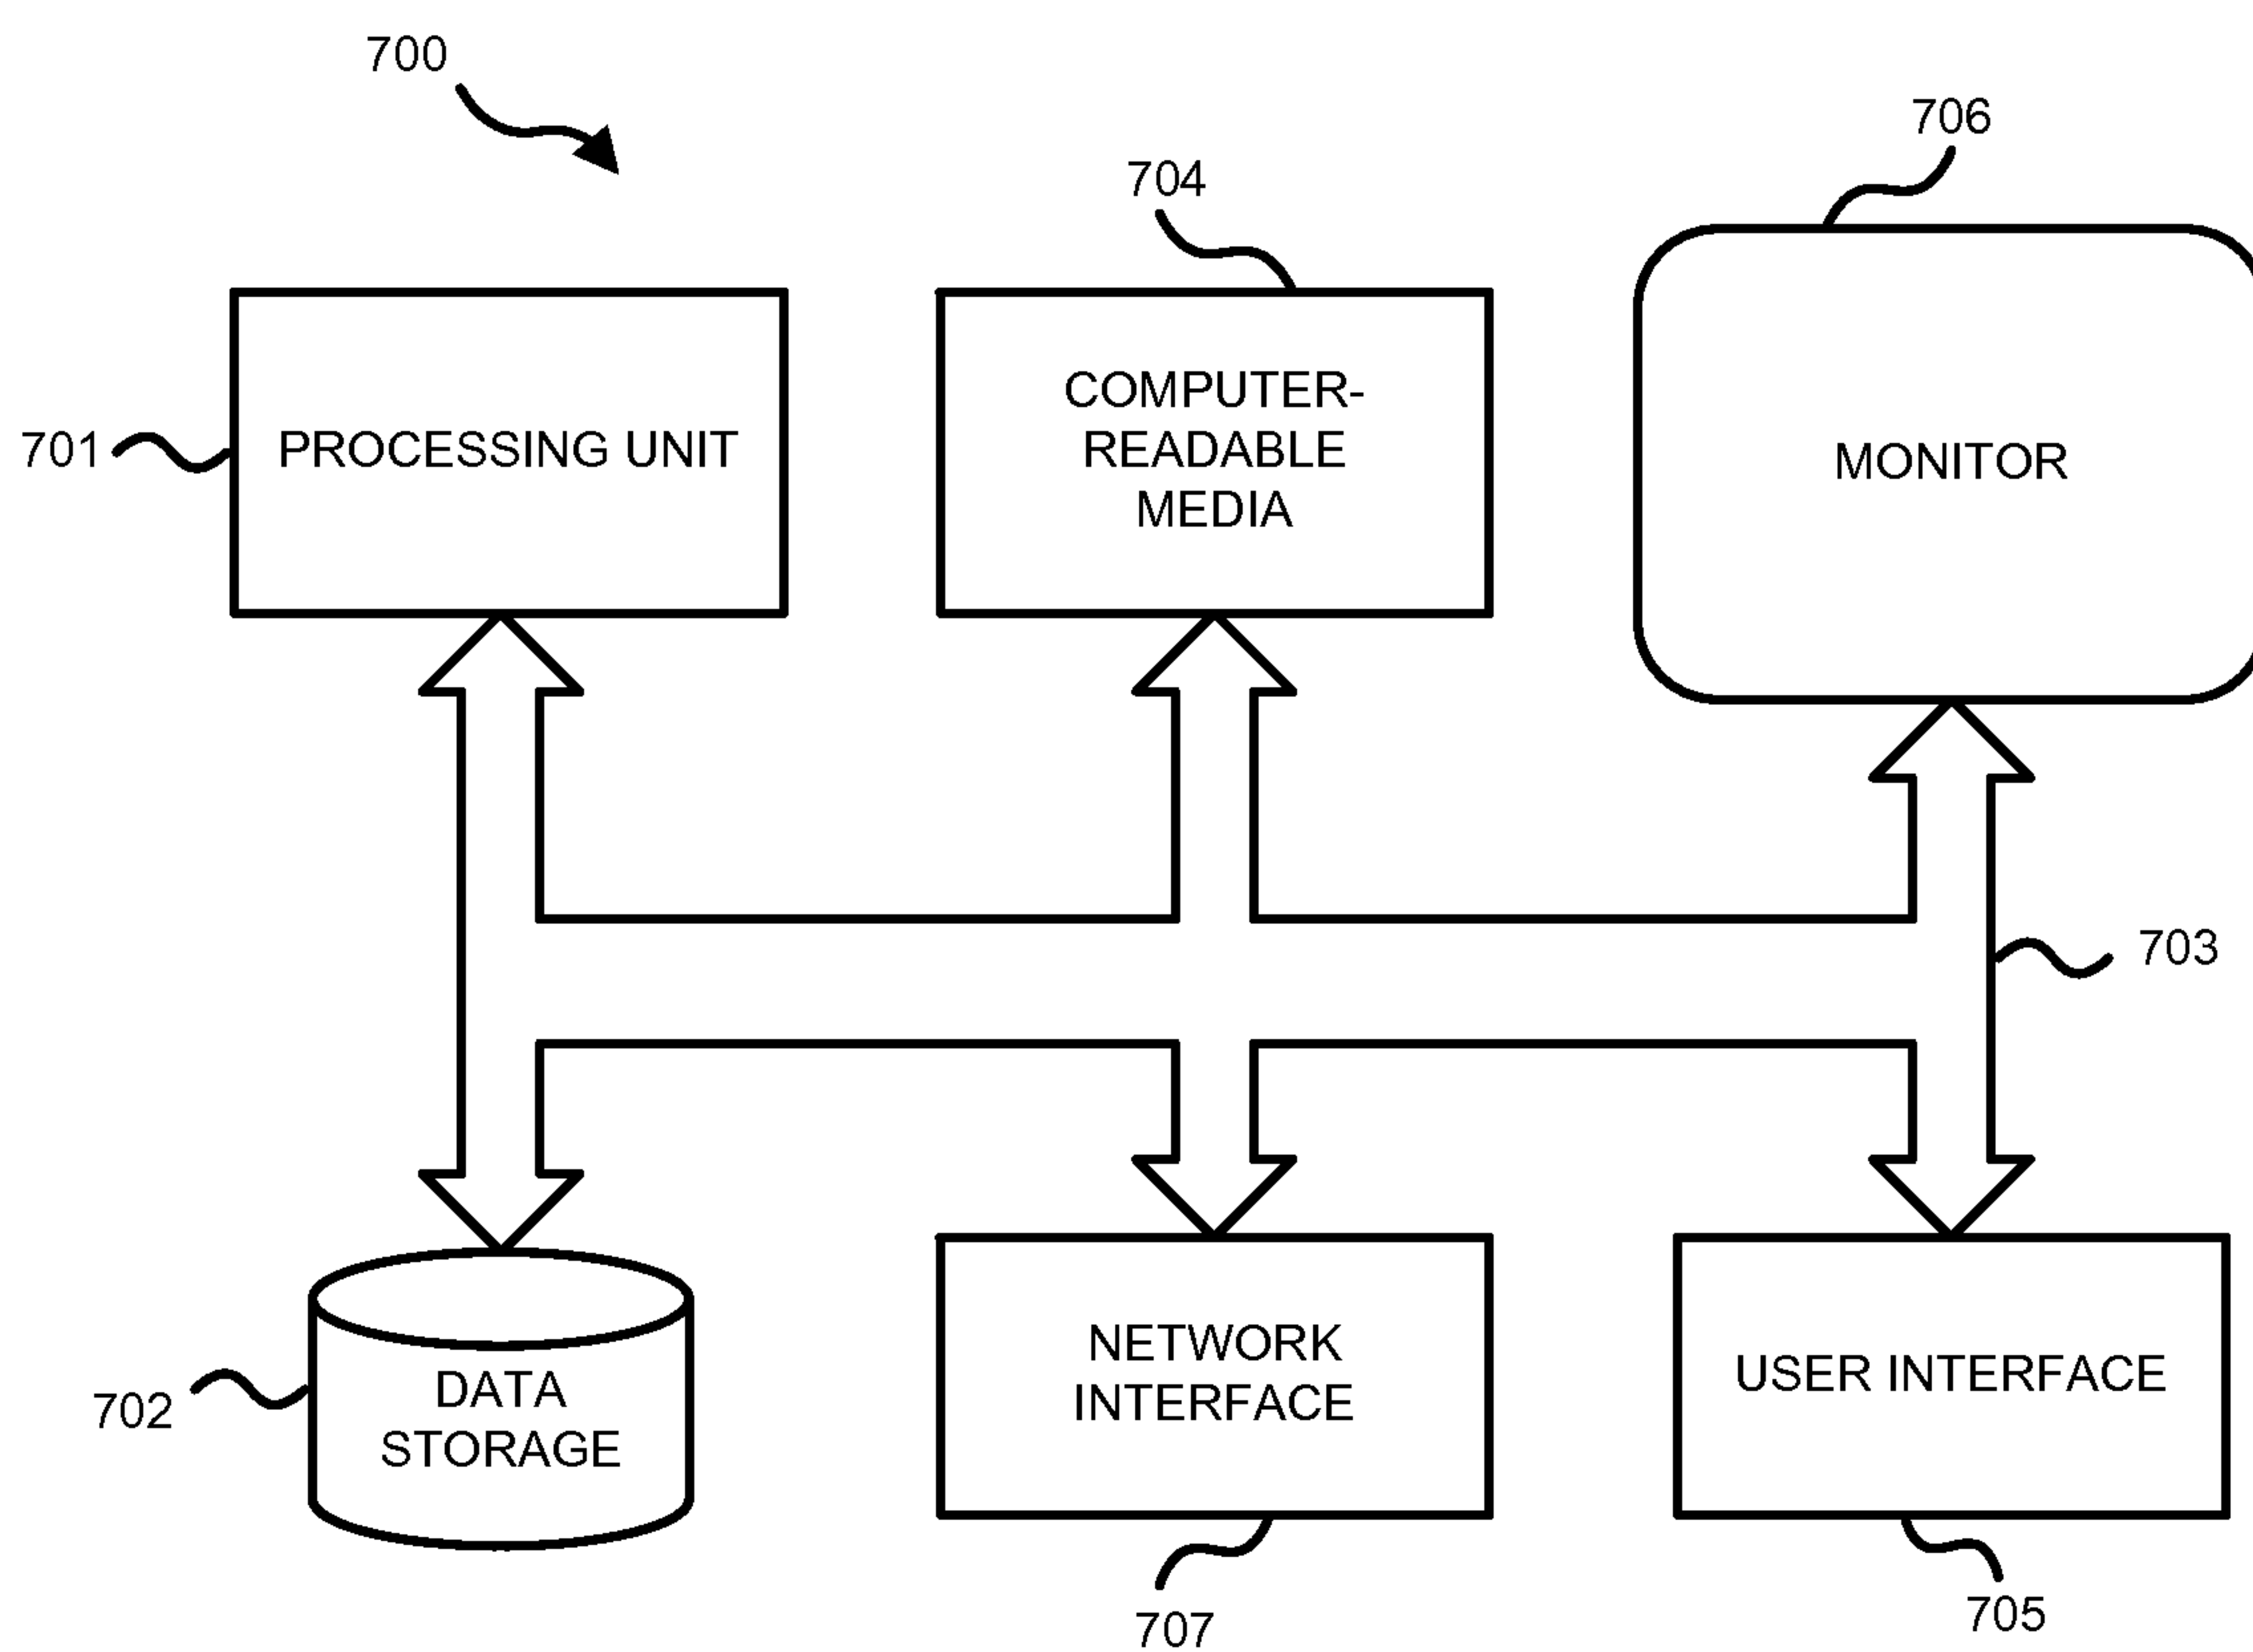 700
706
704
COMPUTER-
READABLE
MEDIA
701
PROCESSING UNIT
MONITOR
703
702
DATA
STORAGE
NETWORK
INTERFACE
USER INTERFACE
707
705